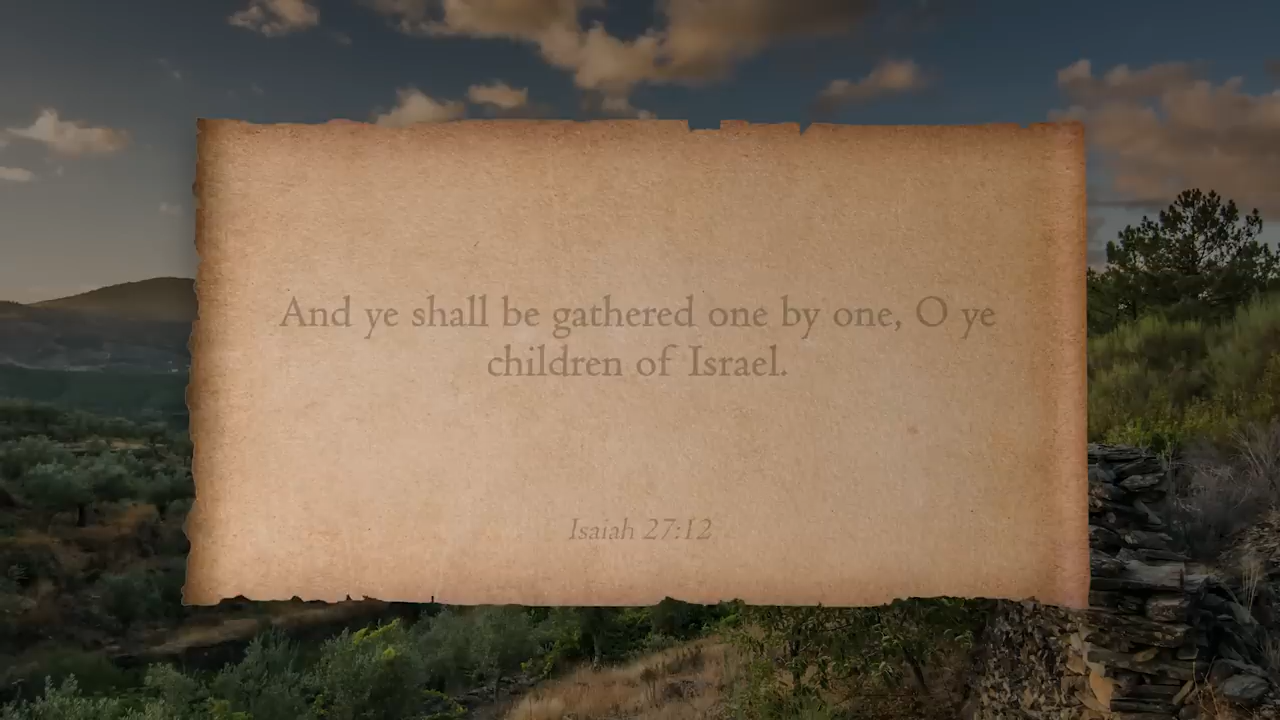 And ye shall be gathered one by one, O ye
children of Israel.
Isaiah 27:12